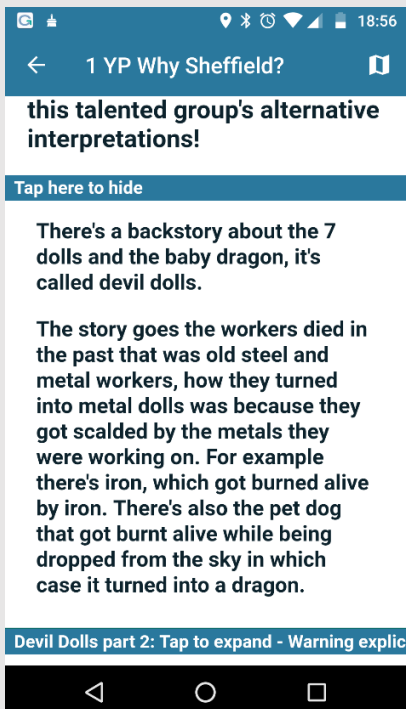 18:56
1 YP Why Sheffield?
this talented group's alternative
interpretations!
Tap here to hide
There's a backstory about the 7
dolls and the baby dragon, it's
called devil dolls.
The story goes the workers died in
the past that was old steel and
metal workers, how they turned
into metal dolls was because they
got scalded by the metals they
were working on. For example
there's iron, which got burned alive
by iron. There's also the pet dog
that got burnt alive while being
dropped from the sky in which
case it turned into a dragon.
Devil Dolls part 2: Tap to expand - Warning explic